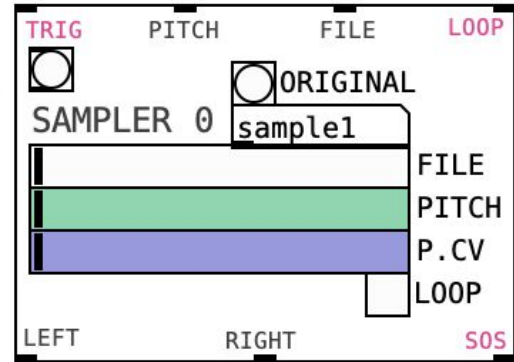 TRIG PITCH FILE LOOP
ORIGINAL
SAMPLER 0 sample1
FILE
PITCH
P.CV
LOOP
LEFT RIGHT SOS